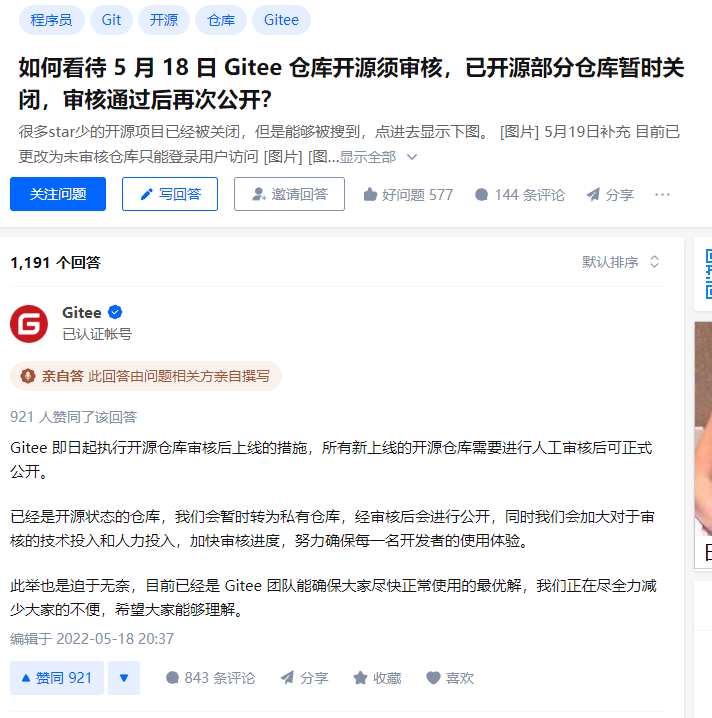 程序员 Git 开源 仓库 Gitee
如何看待 5 月 18 日 Gitee 仓库开源须审核，已开源部分仓库暂时关
闭，审核通过后再次公开？
很多star少的开源项目已经被关闭，但是能够被搜到，点进去显示下图。 [图片] 5月19日补充 目前已
更改为未审核仓库只能登录用户访问 [图片] [图...显示全部
关注问题 写回答 邀请回答 好问题 577 144 条评论 分享 ···
1,191 个回答 默认排序
Gitee
已认证帐号
亲自答 此回答由问题相关方亲自撰写
921 人赞同了该回答
Gitee 即日起执行开源仓库审核后上线的措施，所有新上线的开源仓库需要进行人工审核后可正式
公开。
已经是开源状态的仓库，我们会暂时转为私有仓库，经审核后会进行公开，同时我们会加大对于审
核的技术投入和人力投入，加快审核进度，努力确保每一名开发者的使用体验。
此举也是迫于无奈，目前已经是 Gitee 团队能确保大家尽快正常使用的最优解，我们正在尽全力减
少大家的不便，希望大家能够理解。
编辑于 2022-05-18 20:37
赞同 921 843 条评论 分享 收藏 喜欢